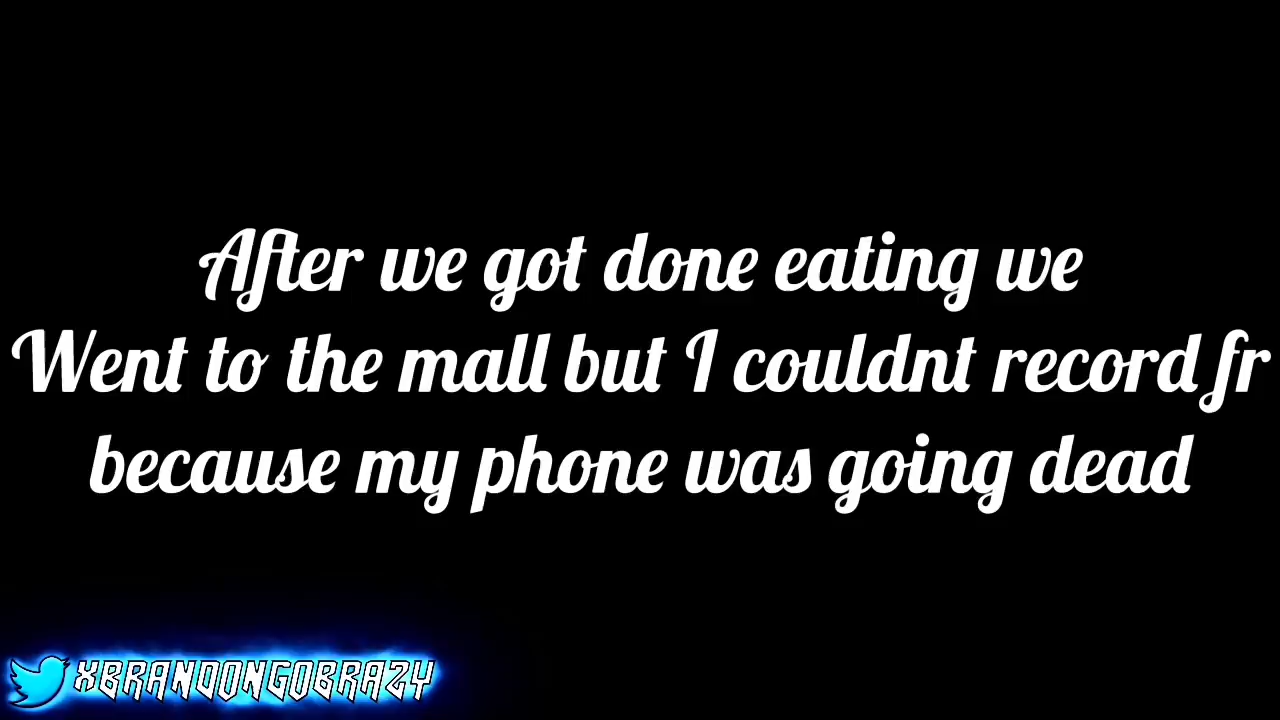 After we got done eating we
Went to the mall but I couldnt record fr
because my phone was going dead
XBRANDONGOBRAZY